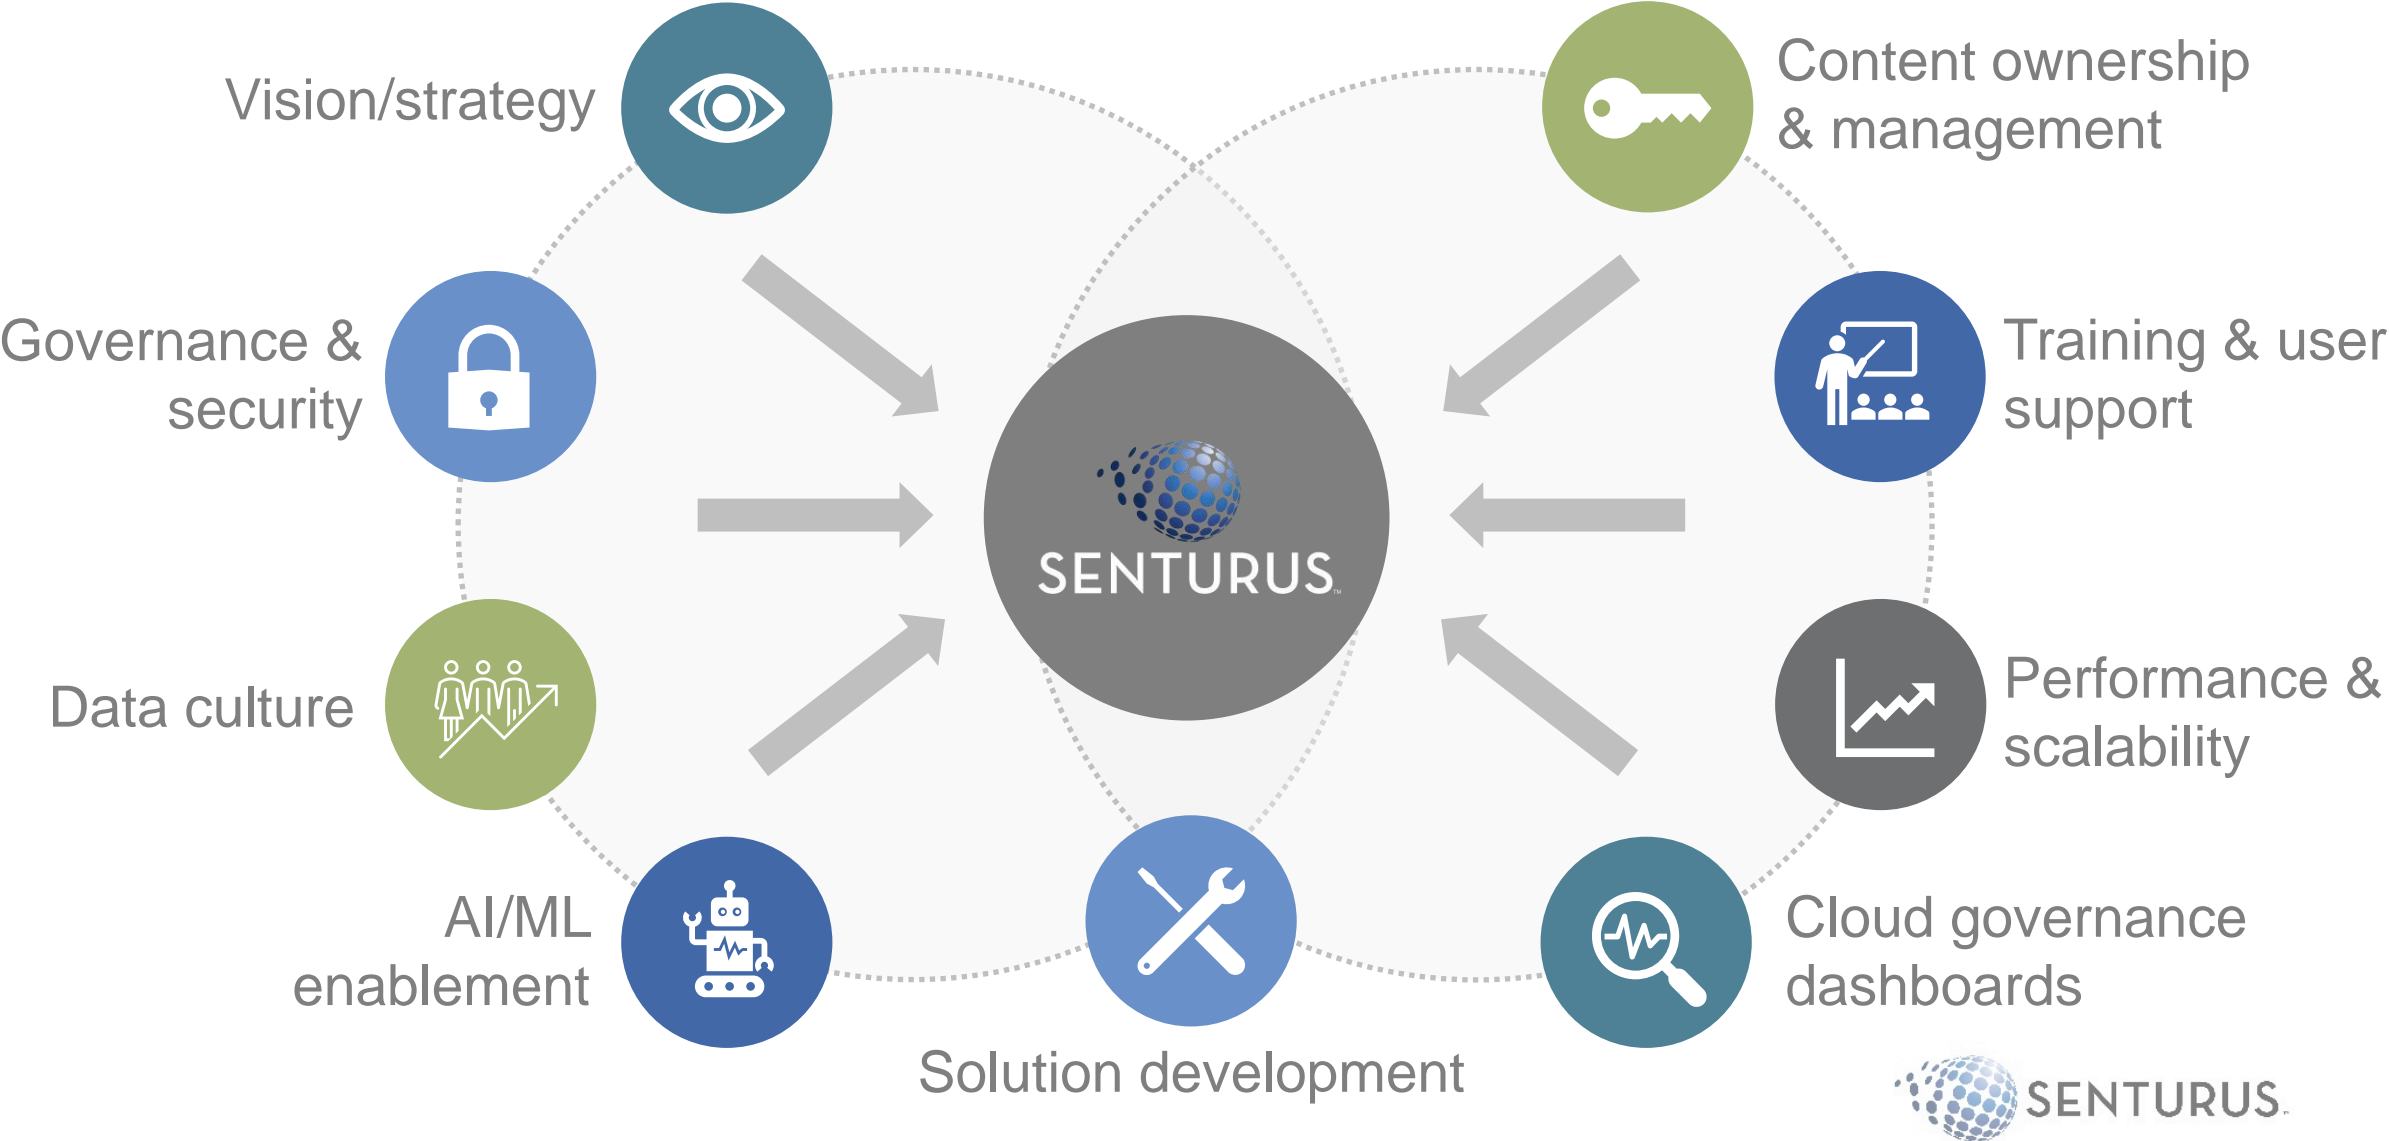 Vision/strategy
Content ownership
& management
Governance &
security
Training & user
support
SENTURUS™
Data culture
Performance &
scalability
AI/ML
enablement
Cloud governance
dashboards
Solution development
SENTURUS